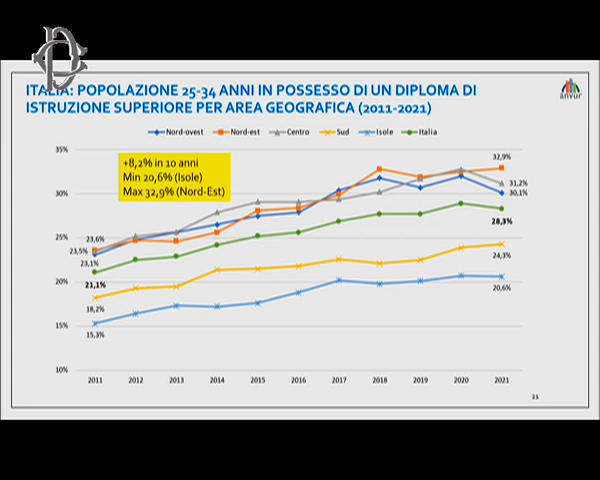 ITALIA: POPOLAZIONE 25-34 ANNI IN POSSESSO DI UN DIPLOMA DI
ISTRUZIONE SUPERIORE PER AREA GEOGRAFICA (2011-2021)
anvur
Nord-ovest Nord-est Centro Sud Isole Italia
+8,2% in 10 anni
Min 20,6% (Isole)
Max 32,9% (Nord-Est)
35%
30%
25%
20%
15%
10%
23,6%
23,5%
23,1%
21,1%
18,2%
15,3%
32,9%
31,2%
30,1%
28,3%
24,3%
20,6%
2011 2012 2013 2014 2015 2016 2017 2018 2019 2020 2021
21